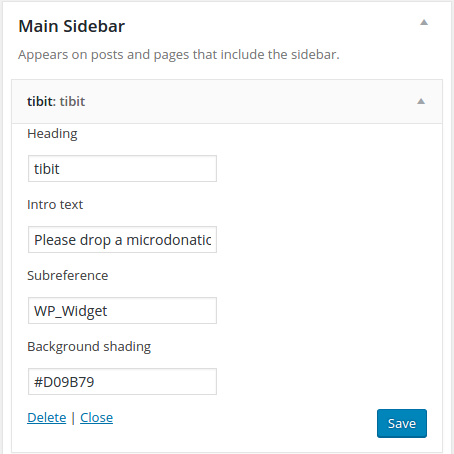 Main Sidebar
Appears on posts and pages that include the sidebar.
tibit: tibit
Heading
tibit
Intro text
Please drop a microdonatic
Subreference
WP_Widget
Background shading
#D09B79
Delete | Close
Save